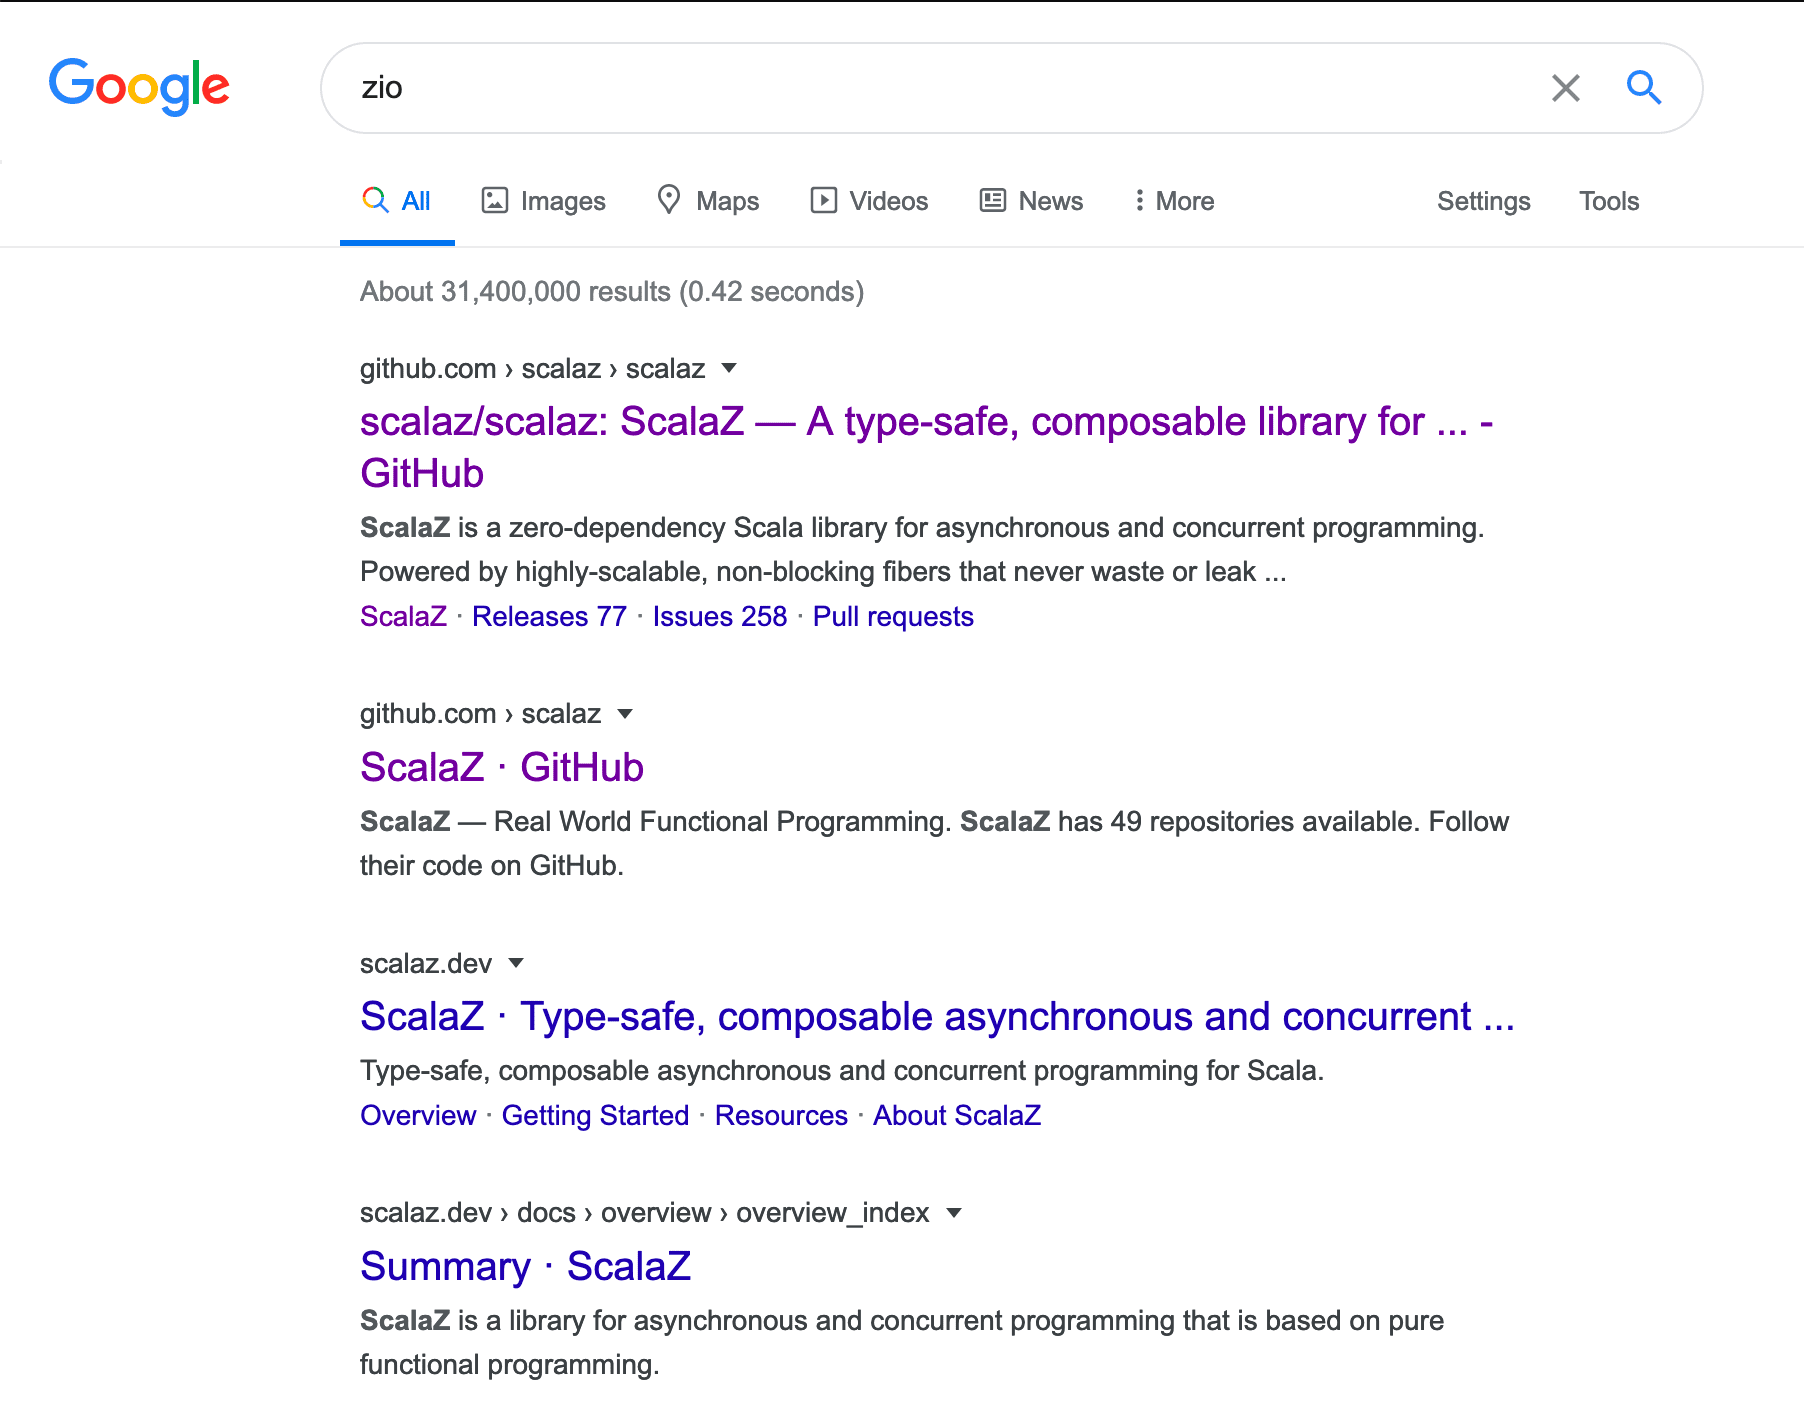 Google
zio
All Images Maps Videos News More Settings Tools
About 31,400,000 results (0.42 seconds)
github.com › scalaz › scalaz
scalaz/scalaz: ScalaZ — A type-safe, composable library for ... -
GitHub
ScalaZ is a zero-dependency Scala library for asynchronous and concurrent programming.
Powered by highly-scalable, non-blocking fibers that never waste or leak ...
ScalaZ · Releases 77 · Issues 258 · Pull requests
github.com › scalaz
ScalaZ · GitHub
ScalaZ — Real World Functional Programming. ScalaZ has 49 repositories available. Follow
their code on GitHub.
scalaz.dev
ScalaZ · Type-safe, composable asynchronous and concurrent ...
Type-safe, composable asynchronous and concurrent programming for Scala.
Overview · Getting Started · Resources · About ScalaZ
scalaz.dev › docs › overview › overview_index
Summary · ScalaZ
ScalaZ is a library for asynchronous and concurrent programming that is based on pure
functional programming.